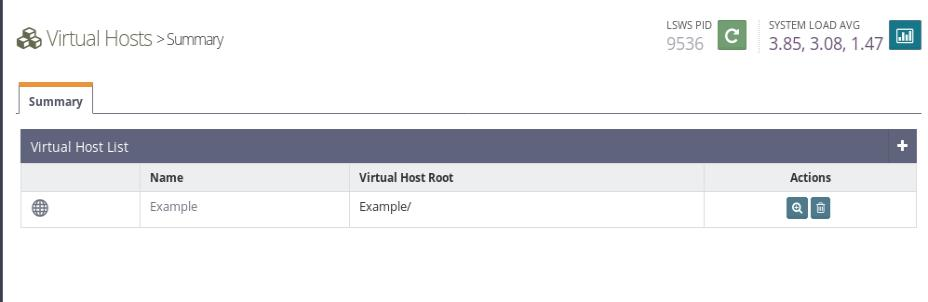 Virtual Hosts > Summary
LSWS PID
9536
SYSTEM LOAD AVG
3.85, 3.08, 1.47
Summary
Virtual Host List
Name Virtual Host Root Actions
Example Example/